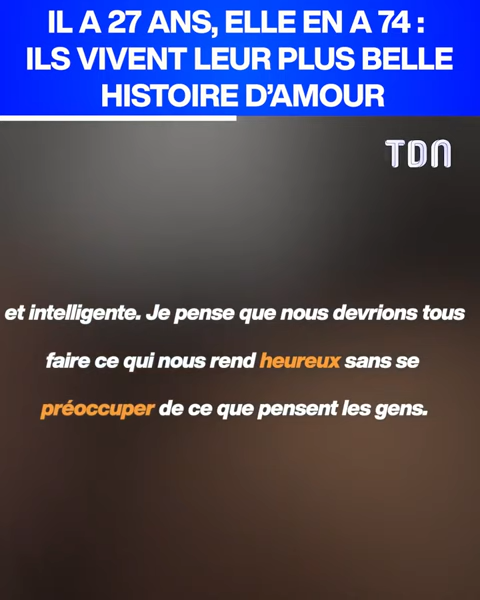 IL A 27 ANS, ELLE EN A 74 :
ILS VIVENT LEUR PLUS BELLE
HISTOIRE D’AMOUR
TDN
et intelligente. Je pense que nous devrions tous
faire ce qui nous rend heureux sans se
préoccuper de ce que pensent les gens.